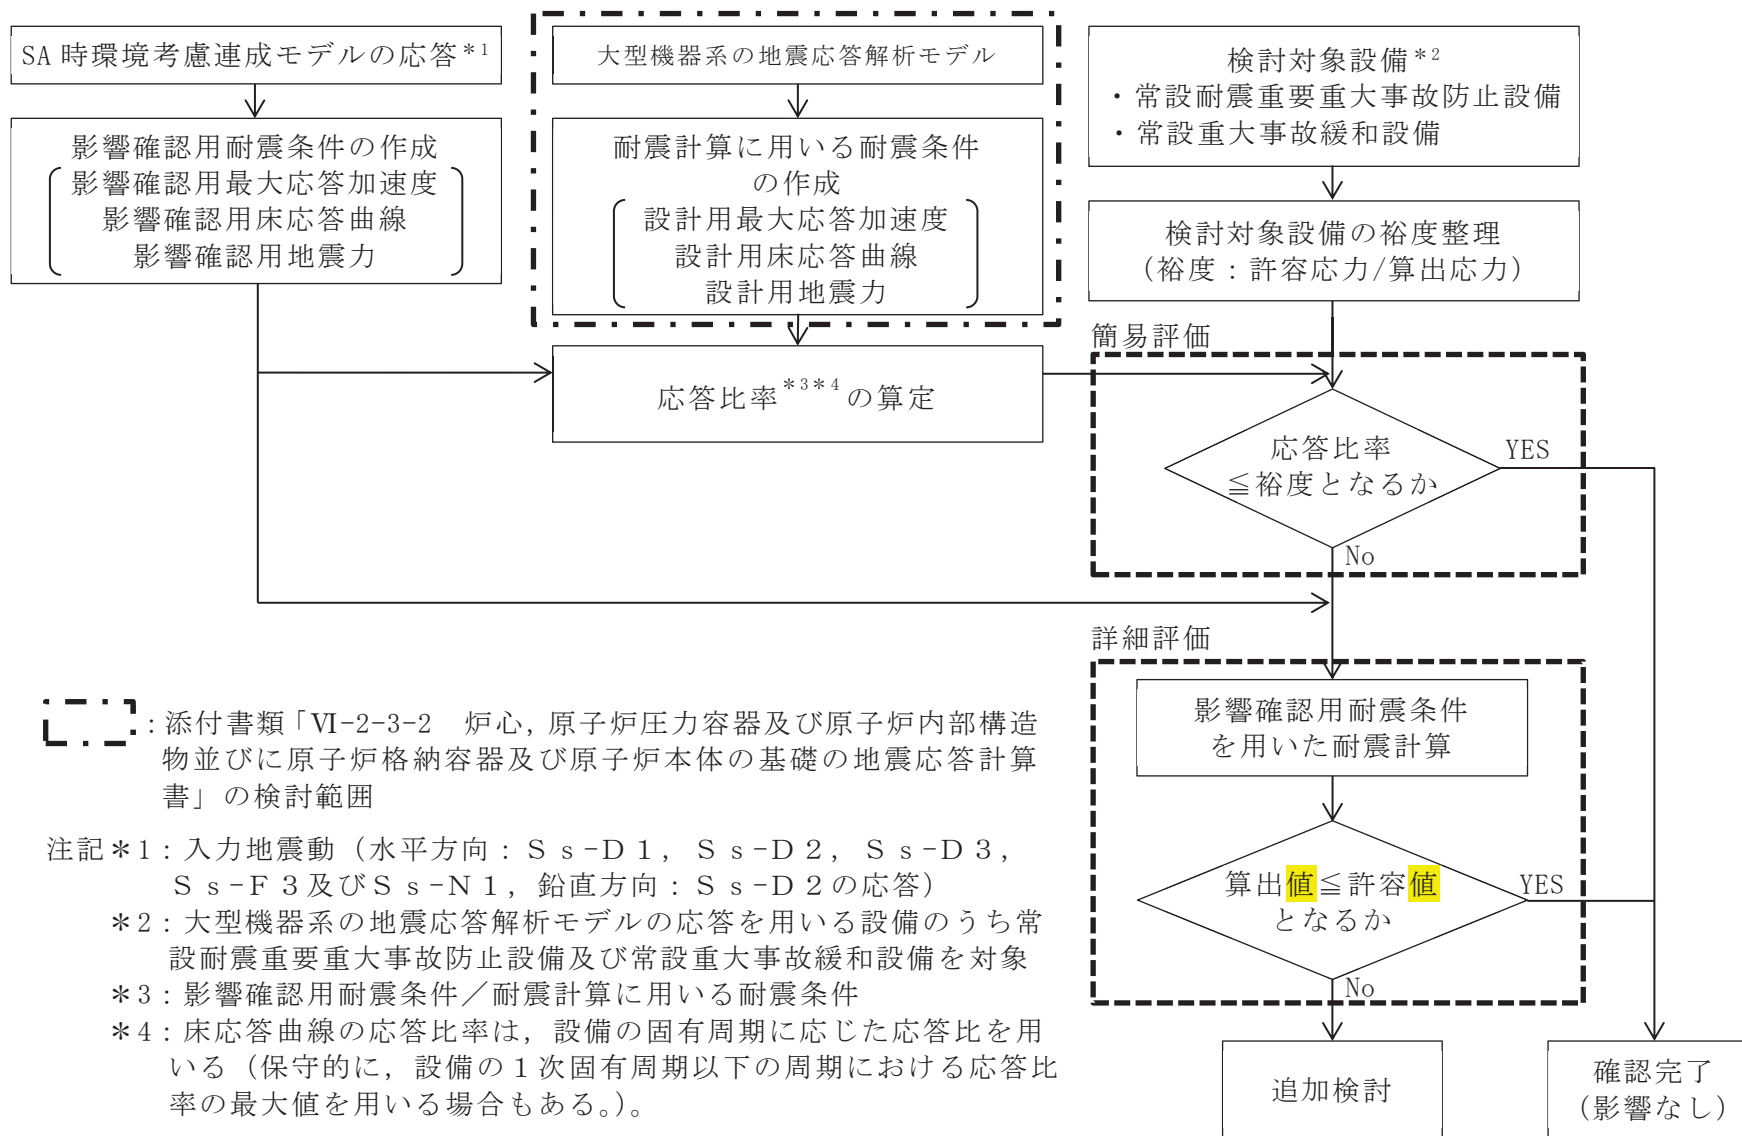 SA時環境考慮連成モデルの応答*1
影響確認用耐震条件の作成
影響確認用最大応答加速度
影響確認用床応答曲線
影響確認用地震力
大型機器系の地震応答解析モデル
耐震計算に用いる耐震条件
の作成
設計用最大応答加速度
設計用床応答曲線
設計用地震力
応答比率*3*4の算定
検討対象設備*2
・常設耐震重要重大事故防止設備
・常設重大事故緩和設備
検討対象設備の裕度整理
(裕度：許容応力/算出応力)
簡易評価
応答比率
≦裕度となるか
YES
No
詳細評価
影響確認用耐震条件
を用いた耐震計算
算出値≦許容値
となるか
YES
No
追加検討
確認完了
(影響なし)
：添付書類「Ⅵ-2-3-2　炉心，原子炉圧力容器及び原子炉内部構造
物並びに原子炉格納容器及び原子炉本体の基礎の地震応答計算
書」の検討範囲
注記＊1：入力地震動（水平方向：Ｓｓ-Ｄ１，Ｓｓ-Ｄ２，Ｓｓ-Ｄ３，
Ｓｓ-Ｆ３及びＳｓ-Ｎ１，鉛直方向：Ｓｓ-Ｄ２の応答）
＊2：大型機器系の地震応答解析モデルの応答を用いる設備のうち常
設耐震重要重大事故防止設備及び常設重大事故緩和設備を対象
＊3：影響確認用耐震条件／耐震計算に用いる耐震条件
＊4：床応答曲線の応答比率は，設備の固有周期に応じた応答比を用
いる（保守的に，設備の１次固有周期以下の周期における応答比
率の最大値を用いる場合もある。）。